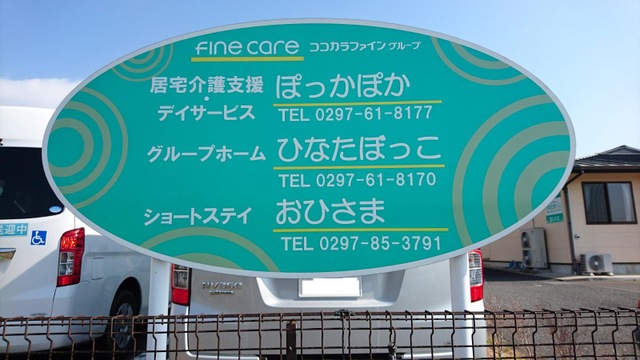 Fine care ココカラファイングループ
居宅介護支援
・
デイサービス
ぽっかぽか
TEL 0297-61-8177
グループホーム
ひなたぼっこ
TEL 0297-61-8170
ショートステイ
おひさま
TEL 0297-85-3791
送迎中